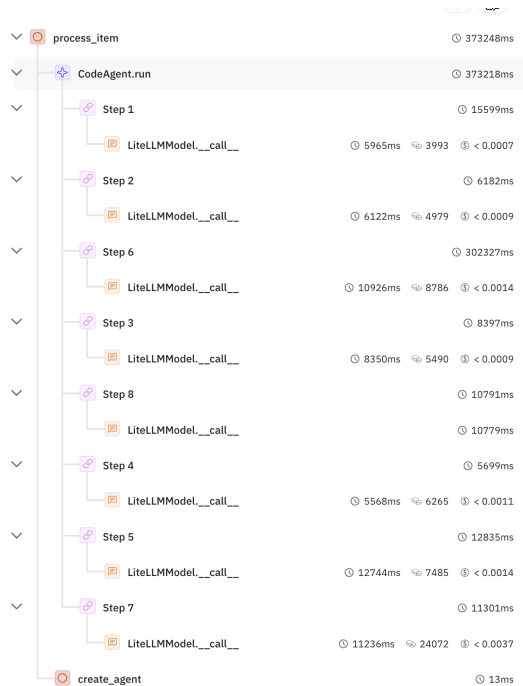 process_item 373248ms
CodeAgent.run 373218ms
Step 1 15599ms
LiteLLMModel.__call__ 5965ms 3993 < 0.0007
Step 2 6182ms
LiteLLMModel.__call__ 6122ms 4979 < 0.0009
Step 6 302327ms
LiteLLMModel.__call__ 10926ms 8786 < 0.0014
Step 3 8397ms
LiteLLMModel.__call__ 8350ms 5490 < 0.0009
Step 8 10791ms
LiteLLMModel.__call__ 10779ms
Step 4 5699ms
LiteLLMModel.__call__ 5568ms 6265 < 0.0011
Step 5 12835ms
LiteLLMModel.__call__ 12744ms 7485 < 0.0014
Step 7 11301ms
LiteLLMModel.__call__ 11236ms 24072 < 0.0037
create_agent 13ms